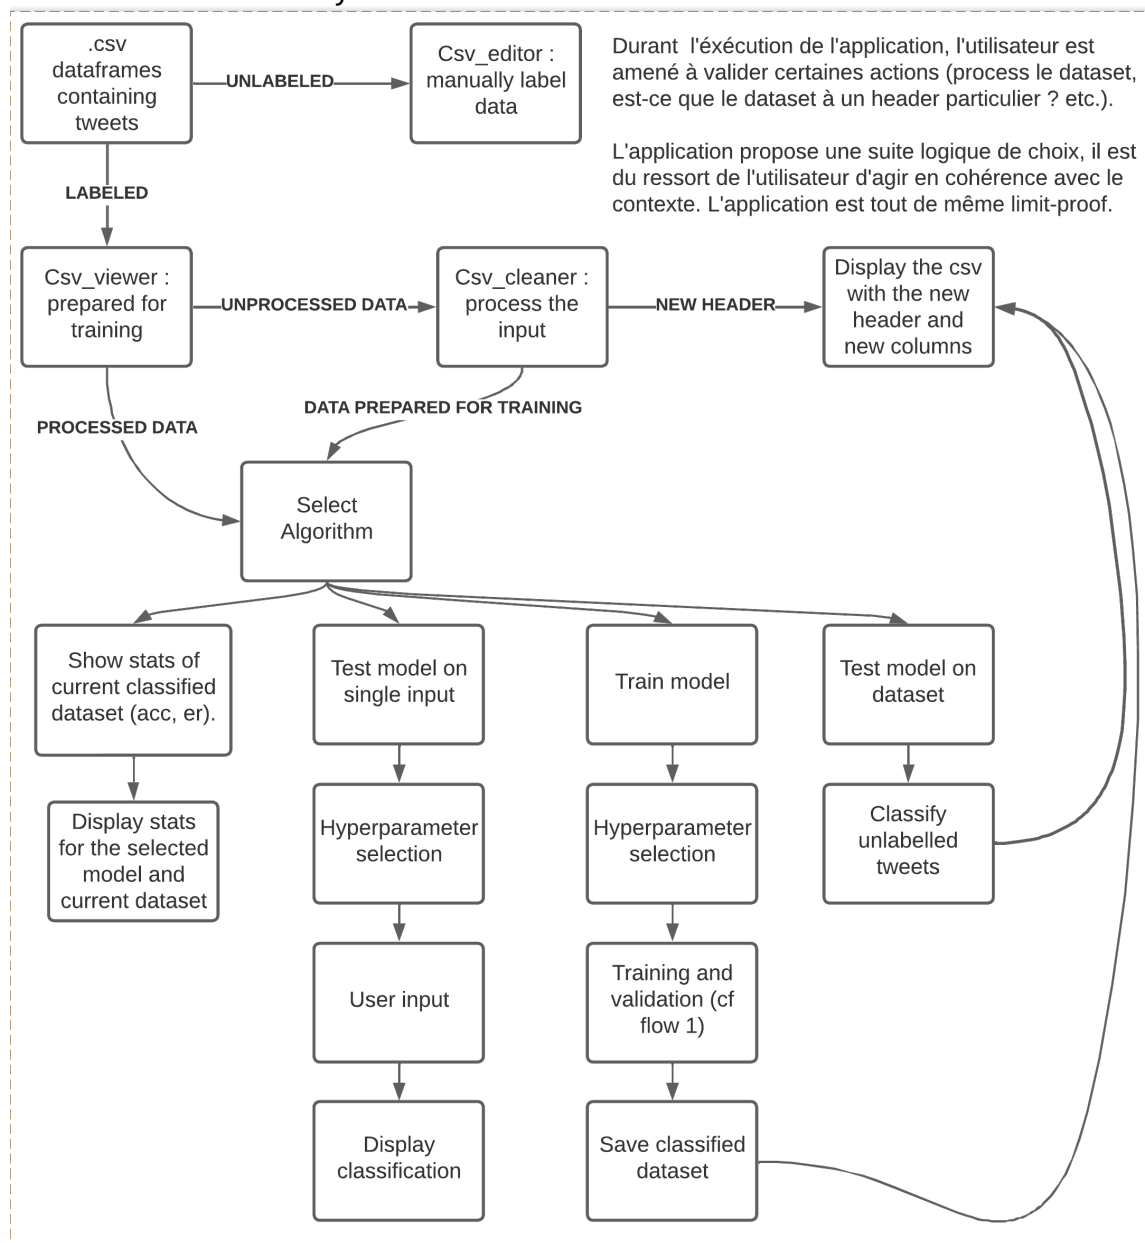 .csv
dataframes
containing
tweets
UNLABELED
Csv_editor :
manually label
data
Durant l'éxécution de l'application, l'utilisateur est
amené à valider certaines actions (process le dataset,
est-ce que le dataset à un header particulier ? etc.).
L'application propose une suite logique de choix, il est
du ressort de l'utilisateur d'agir en cohérence avec le
contexte. L'application est tout de même limit-proof.
LABELED
Csv_viewer :
prepared for
training
UNPROCESSED DATA
Csv_cleaner :
process the
input
NEW HEADER
Display the csv
with the new
header and
new columns
PROCESSED DATA
DATA PREPARED FOR TRAINING
Select
Algorithm
Show stats of
current classified
dataset (acc, er).
Test model on
single input
Train model
Test model on
dataset
Display stats
for the selected
model and
current dataset
Hyperparameter
selection
Hyperparameter
selection
Classify
unlabelled
tweets
User input
Training and
validation (cf
flow 1)
Display
classification
Save classified
dataset